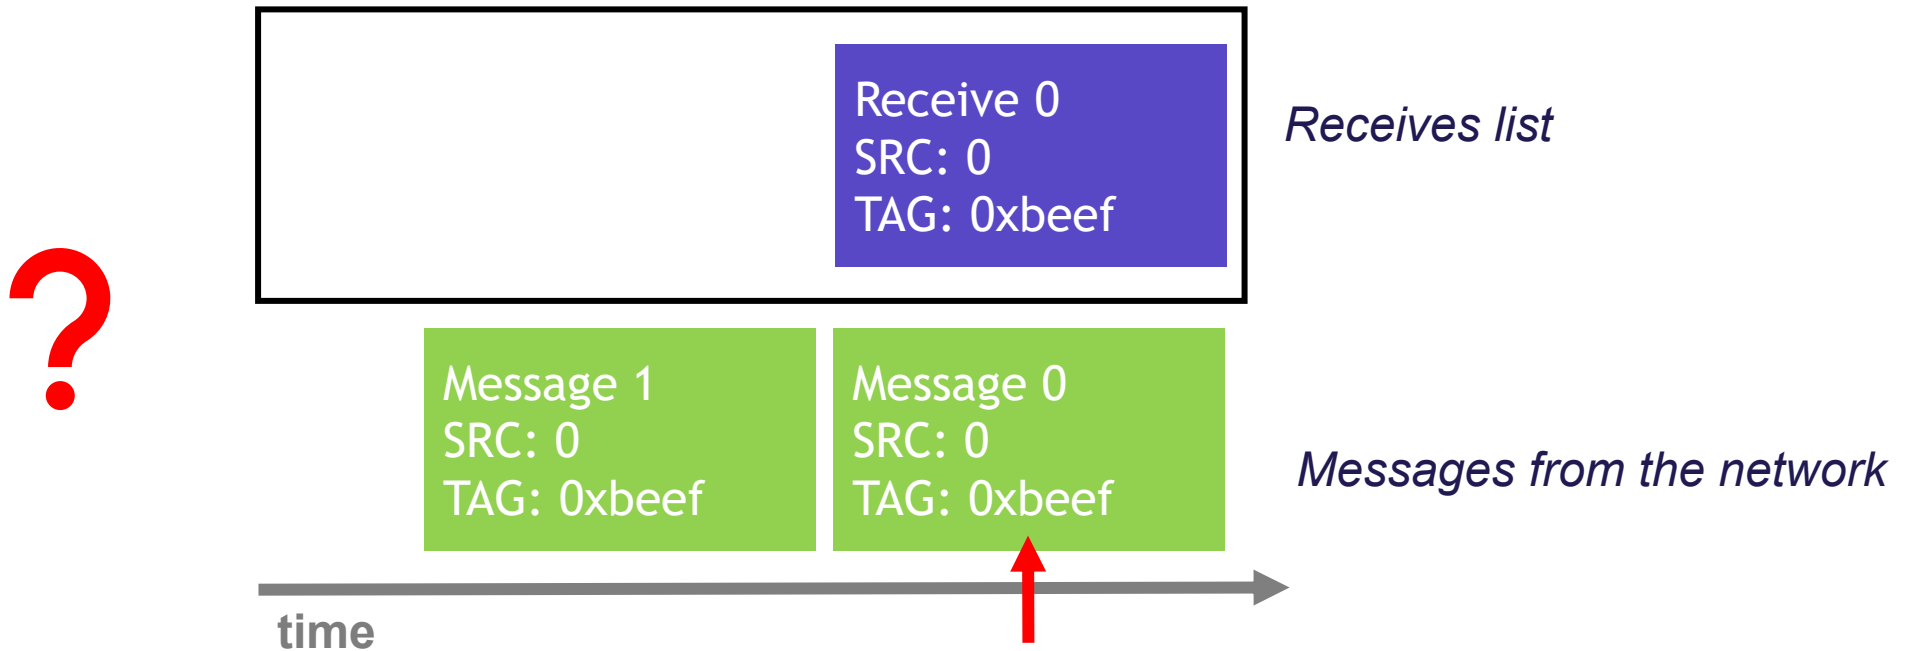 Receive 0
SRC: 0
TAG: 0xbeef
Receives list
?
Message 1
SRC: 0
TAG: 0xbeef
Message 0
SRC: 0
TAG: 0xbeef
Messages from the network
time